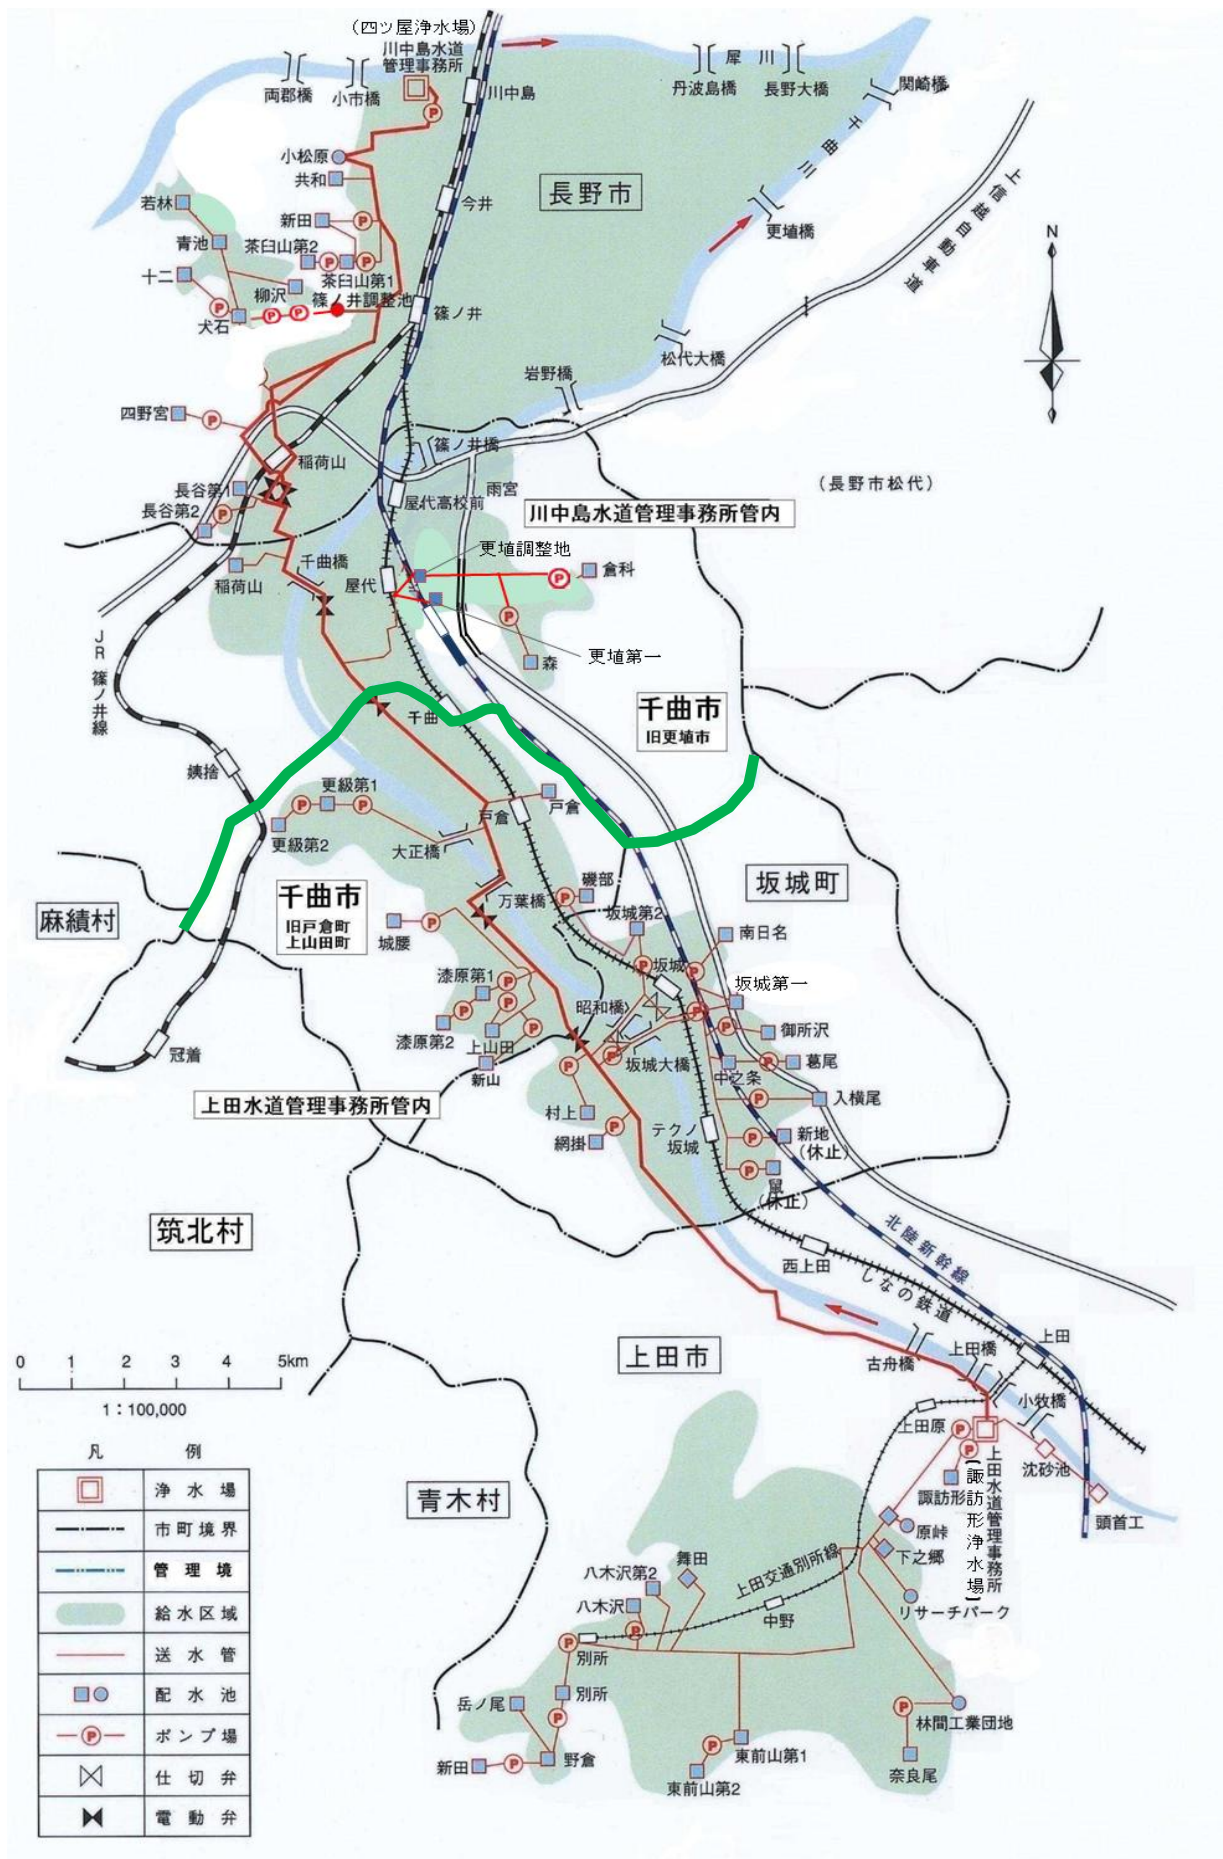 (四ツ屋浄水場)
川中島水道
管理事務所
川中島
両郡橋
小市橋
丹波島橋
犀川
長野大橋
関崎橋
千曲川
小松原
共和
今井
長野市
上信越自動車道
若林
新田
更埴橋
N
青池
茶臼山第2
茶臼山第1
十二
柳沢
篠ノ井調整池
犬石
篠ノ井
松代大橋
岩野橋
四野宮
篠ノ井橋
稲荷山
長谷第1
長谷第2
屋代高校前
雨宮
(長野市松代)
川中島水道管理事務所管内
更埴調整地
千曲橋
稲荷山
屋代
倉科
森
更埴第一
JR篠ノ井線
千曲
千曲市
旧更埴市
姨捨
更級第1
更級第2
戸倉
戸倉
大正橋
坂城町
麻績村
千曲市
旧戸倉町
上山田町
万葉橋
磯部
坂城第2
城腰
南日名
坂城
漆原第1
坂城第一
昭和橋
漆原第2
上山田
御所沢
冠着
新山
坂城大橋
中之条
葛尾
上田水道管理事務所管内
村上
入横尾
網掛
テクノ
坂城
新地
(休止)
鼠
(休止)
筑北村
北陸新幹線
西上田
しなの鉄道
上田市
古舟橋
上田橋
上田
小牧橋
0 1 2 3 4 5km
1:100,000
上田原
沈砂池
諏訪形
上田水道管理事務所
(諏訪形浄水場)
頭首工
青木村
原峠
下之郷
上田交通別所線
舞田
八木沢第2
八木沢
リサーチパーク
中野
別所
別所
岳ノ尾
林間工業団地
新田
野倉
東前山第1
東前山第2
奈良尾
凡例
浄水場
市町境界
管理境
給水区域
送水管
配水池
P
ポンプ場
仕切弁
電動弁